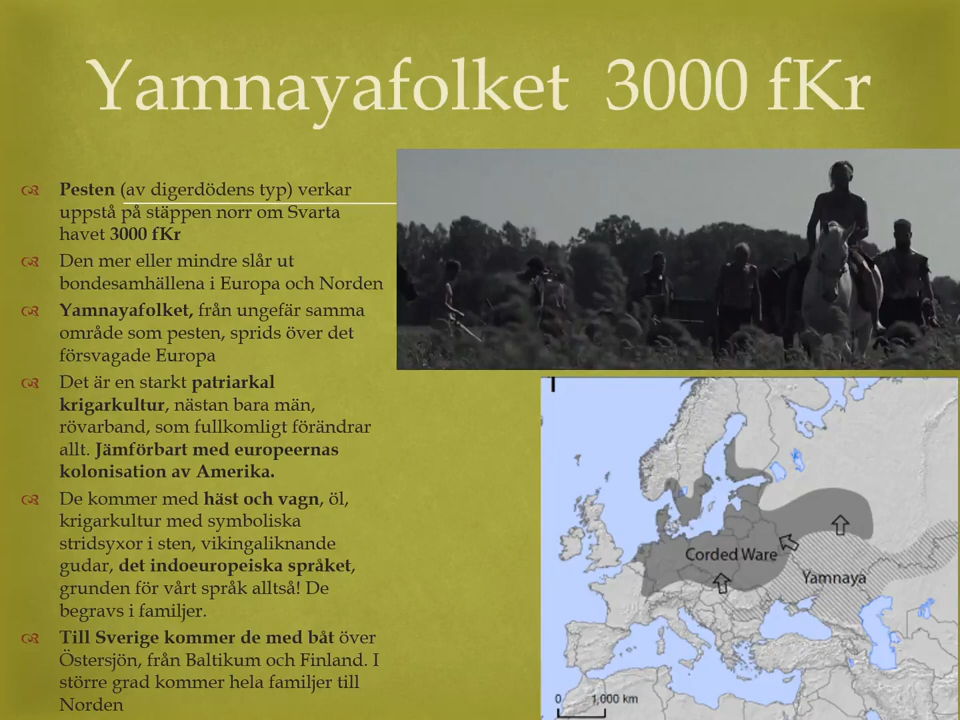 Yamnayafolket 3000 fKr
Pesten (av digerdödens typ) verkar
uppstå på stäppen norr om Svarta
havet 3000 fKr
Den mer eller mindre slår ut
bondesamhällena i Europa och Norden
Yamnayafolket, från ungefär samma
område som pesten, sprids över det
försvagade Europa
Det är en starkt patriarkal
krigarkultur, nästan bara män,
rövarband, som fullkomligt förändrar
allt. Jämförbart med europeernas
kolonisation av Amerika.
De kommer med häst och vagn, öl,
krigarkultur med symboliska
stridsyxor i sten, vikingaliknande
gudar, det indoeuropeiska språket,
grunden för vårt språk alltså! De
begravs i familjer.
Till Sverige kommer de med båt över
Östersjön, från Baltikum och Finland. I
större grad kommer hela familjer till
Norden
Corded Ware
Yamnaya
0 1,000 km